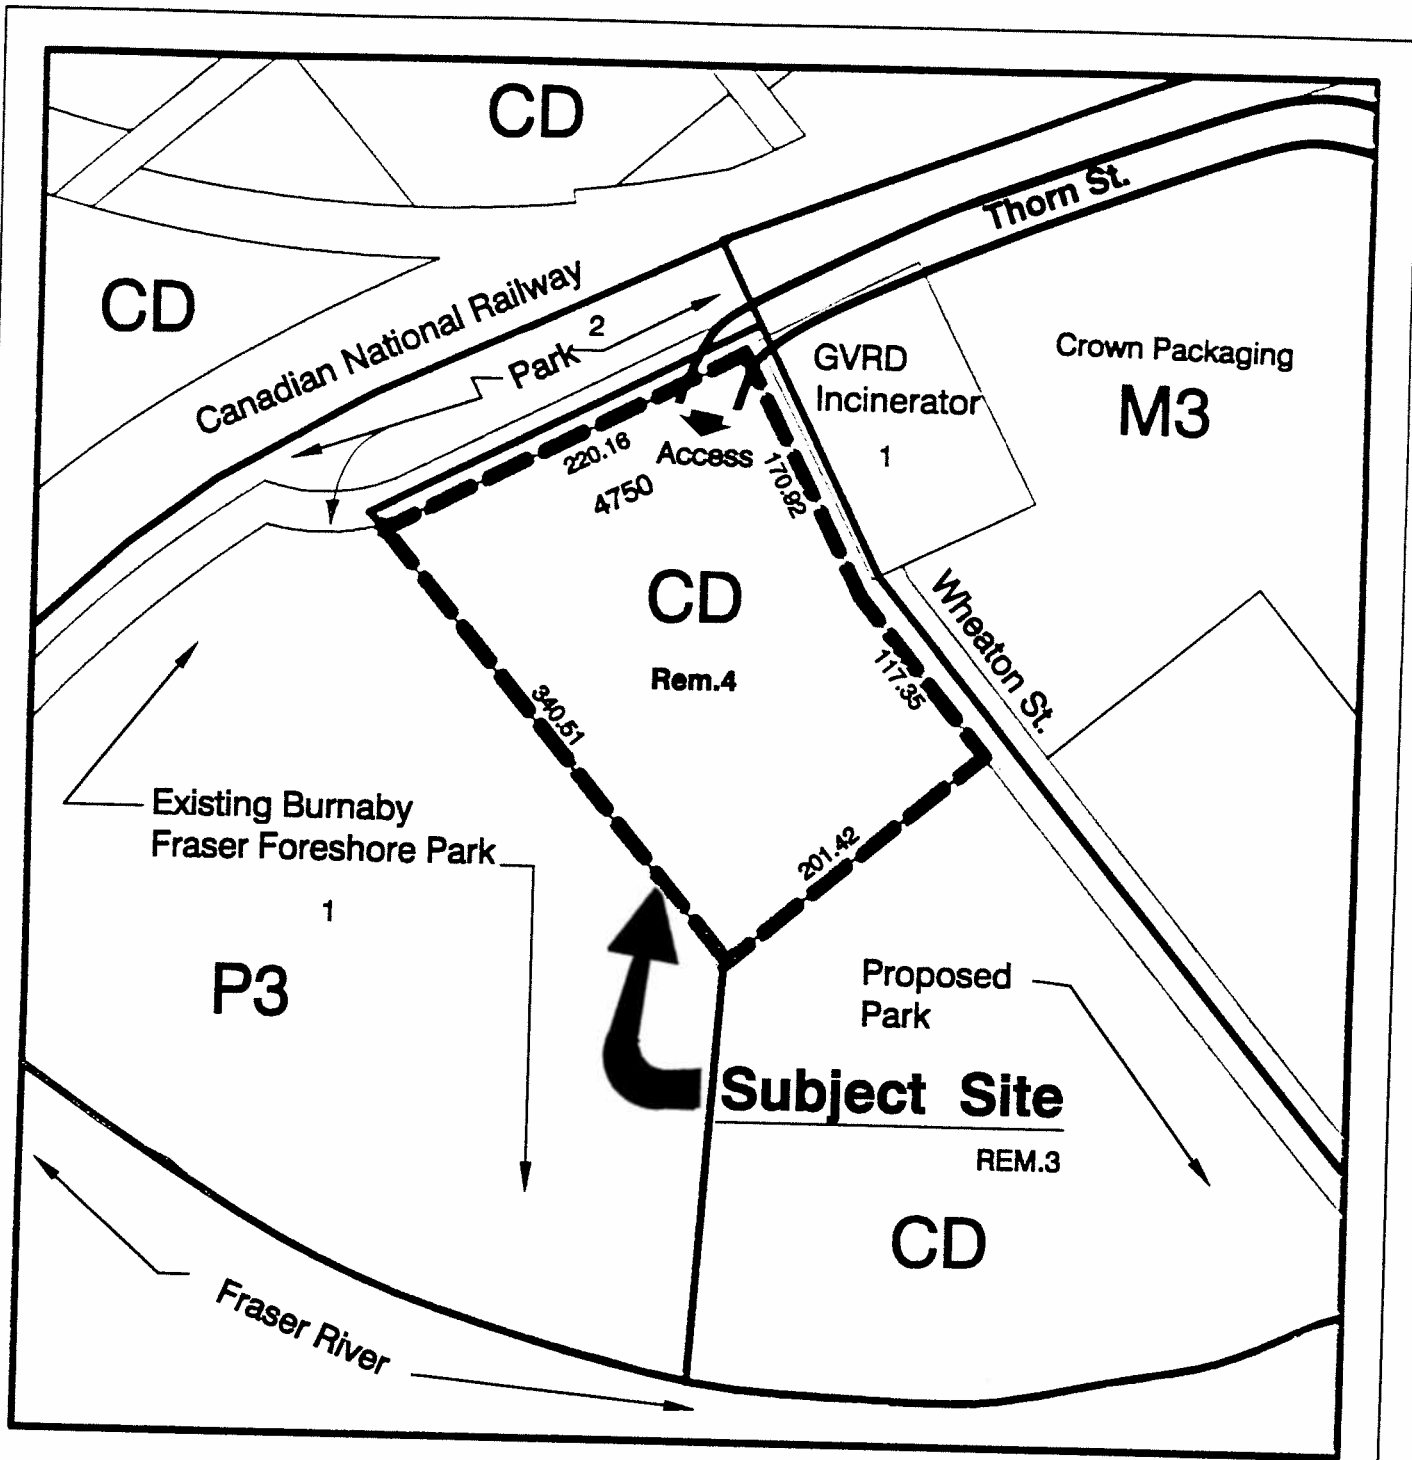 CD
Thorn St.
CD
Canadian National Railway
2
Park
GVRD
Incinerator
1
Crown Packaging
M3
220.16
Access
4750
170.92
CD
Rem.4
Wheaton St.
117.35
340.51
Existing Burnaby
Fraser Foreshore Park
1
201.42
P3
Proposed
Park
Subject Site
REM.3
CD
Fraser River